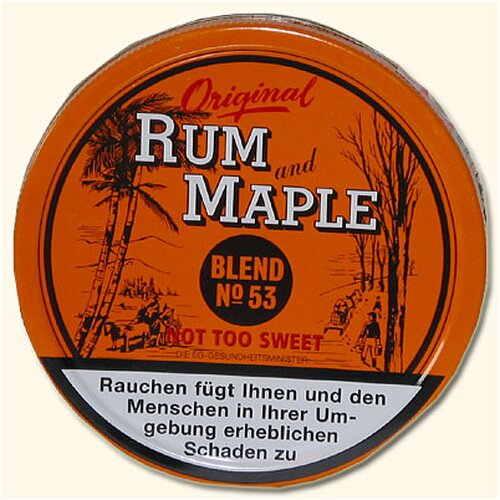 Original
RUM and
MAPLE
BLEND
Nº 53
NOT TOO SWEET
DIE EG-GESUNDHEITSMINISTER:
Rauchen fügt Ihnen und den
Menschen in Ihrer Um-
gebung erheblichen
Schaden zu